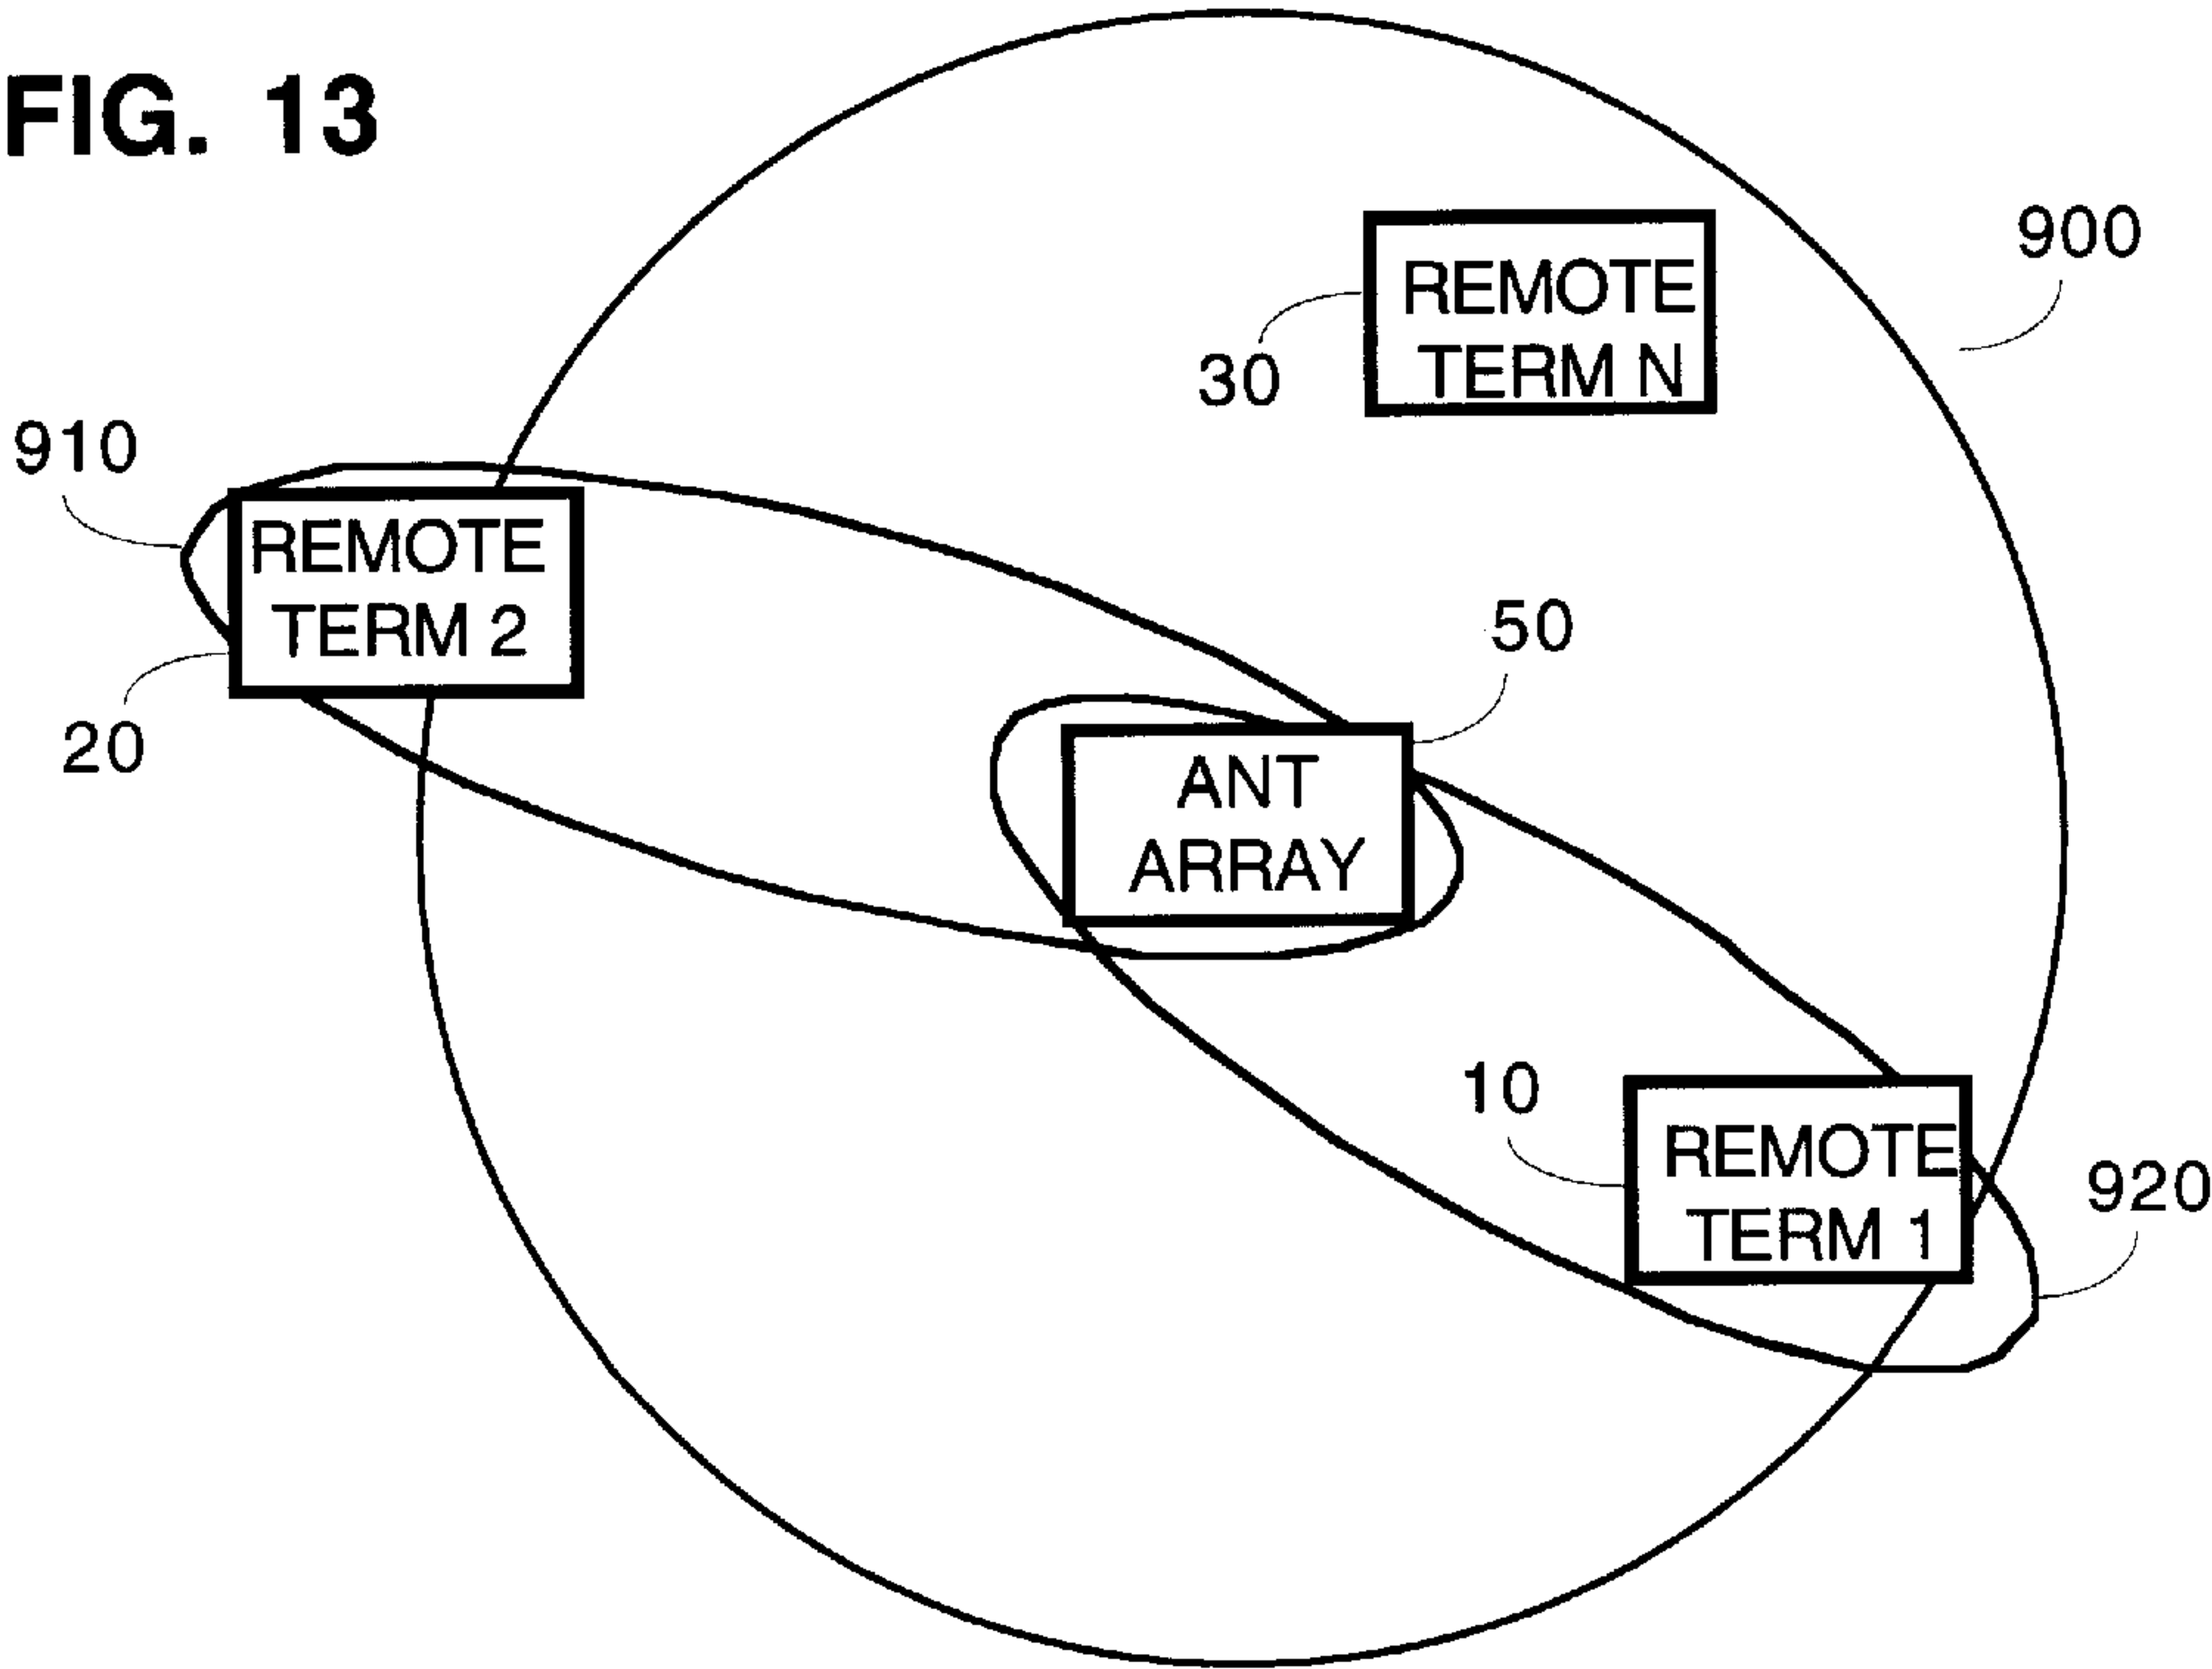 FIG. 13
900
REMOTE
TERM N
30
910
REMOTE
TERM 2
20
50
ANT
ARRAY
10
REMOTE
TERM 1
920